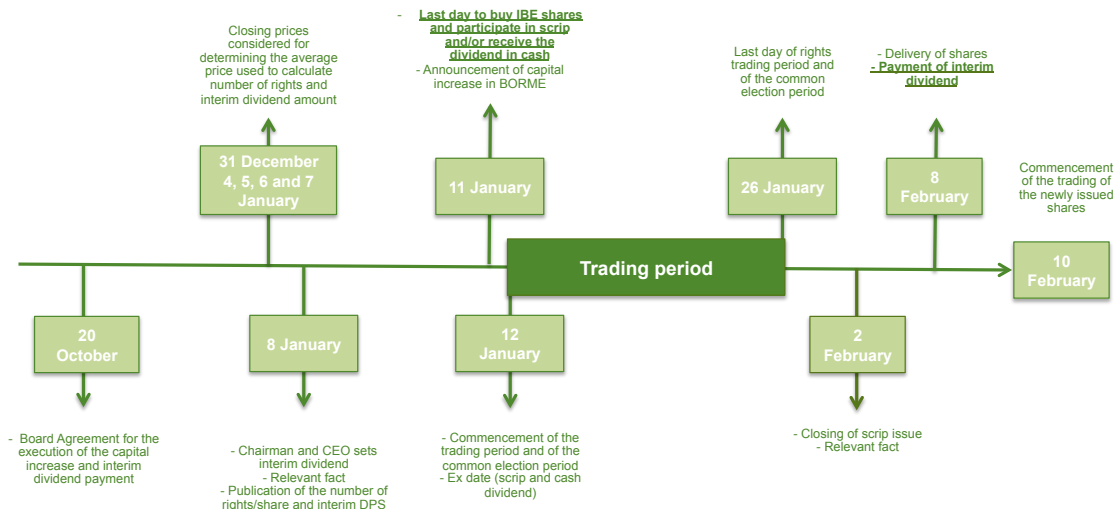 Closing prices
considered for
determining the average
price used to calculate
number of rights and
interim dividend amount
- Last day to buy IBE shares
and participate in scrip
and/or receive the
dividend in cash
- Announcement of capital
increase in BORME
Last day of rights
trading period and
of the common
election period
- Delivery of shares
- Payment of interim
dividend
31 December
4, 5, 6 and 7
January
11 January
26 January
8
February
Commencement
of the trading of
the newly issued
shares
Trading period
10
February
20
October
8 January
12
January
2
February
- Board Agreement for the
execution of the capital
increase and interim
dividend payment
- Chairman and CEO sets
interim dividend
- Relevant fact
- Publication of the number of
rights/share and interim DPS
- Commencement of the
trading period and of the
common election period
- Ex date (scrip and cash
dividend)
- Closing of scrip issue
- Relevant fact